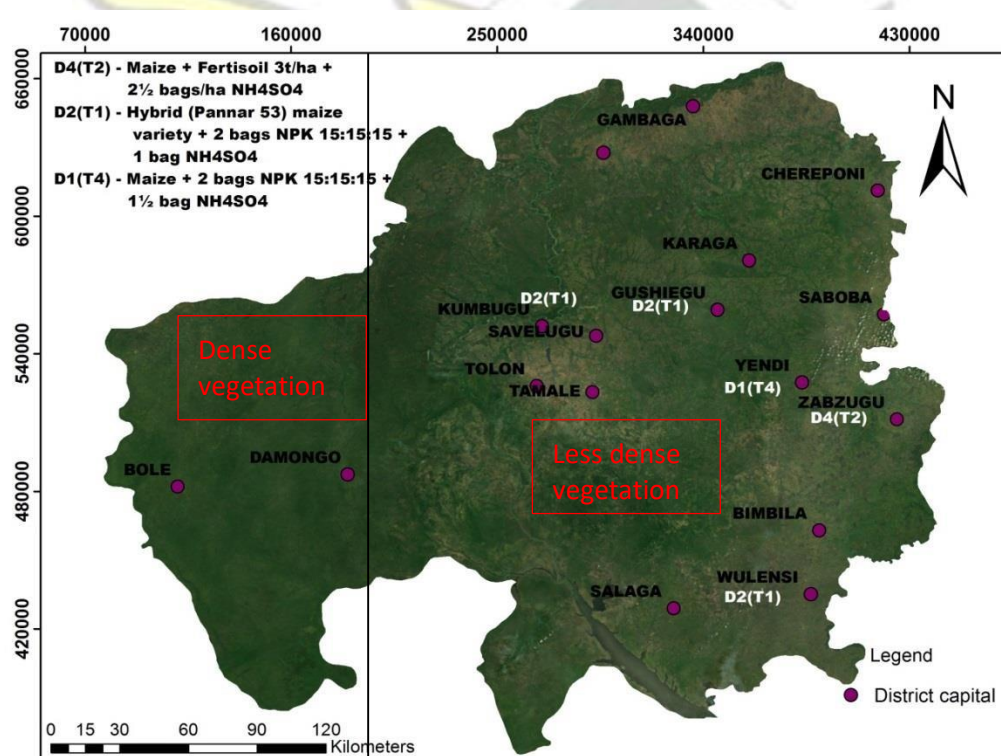 70000 160000 250000 340000 430000
660000
600000
540000
480000
420000
D4(T2) - Maize + Fertisoil 3t/ha +
2½ bags/ha NH4SO4
D2(T1) - Hybrid (Pannar 53) maize
variety + 2 bags NPK 15:15:15 +
1 bag NH4SO4
D1(T4) - Maize + 2 bags NPK 15:15:15 +
1½ bag NH4SO4
N
GAMBAGA
CHEREPONI
KARAGA
D2(T1)
KUMBUGU
SAVELUGU
GUSHIEGU
D2(T1)
SABOBA
TOLON
TAMALE
YENDI
D1(T4)
ZABZUGU
D4(T2)
Dense
vegetation
Less dense
vegetation
BOLE
DAMONGO
BIMBILA
SALAGA
WULENSI
D2(T1)
Legend
District capital
0 15 30 60 90 120
Kilometers